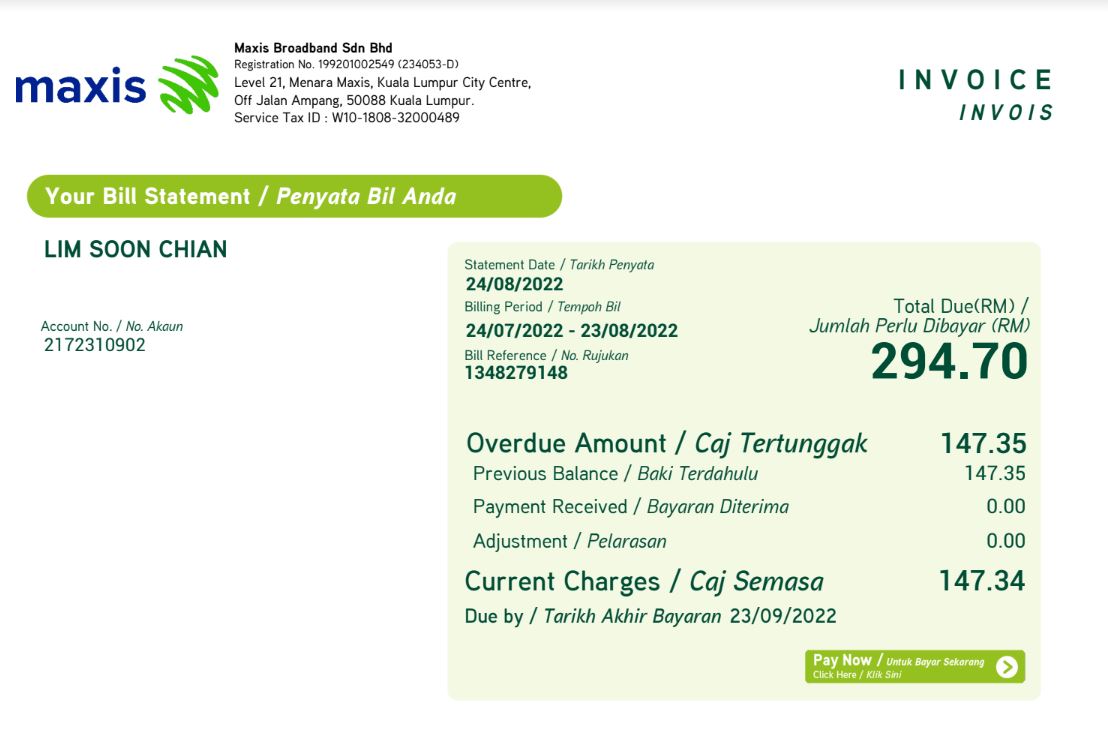 maxis
Maxis Broadband Sdn Bhd
Registration No. 199201002549 (234053-D)
Level 21, Menara Maxis, Kuala Lumpur City Centre,
Off Jalan Ampang, 50088 Kuala Lumpur.
Service Tax ID : W10-1808-32000489
INVOICE
INVOIS
Your Bill Statement / Penyata Bil Anda
LIM SOON CHIAN
Account No. / No. Akaun
2172310902
Statement Date / Tarikh Penyata
24/08/2022
Billing Period / Tempoh Bil
24/07/2022 - 23/08/2022
Bill Reference / No. Rujukan
1348279148
Total Due(RM) /
Jumlah Perlu Dibayar (RM)
294.70
Overdue Amount / Caj Tertunggak 147.35
Previous Balance / Baki Terdahulu 147.35
Payment Received / Bayaran Diterima 0.00
Adjustment / Pelarasan 0.00
Current Charges / Caj Semasa 147.34
Due by / Tarikh Akhir Bayaran 23/09/2022
Pay Now / Untuk Bayar Sekarang
Click Here / Klik Sini